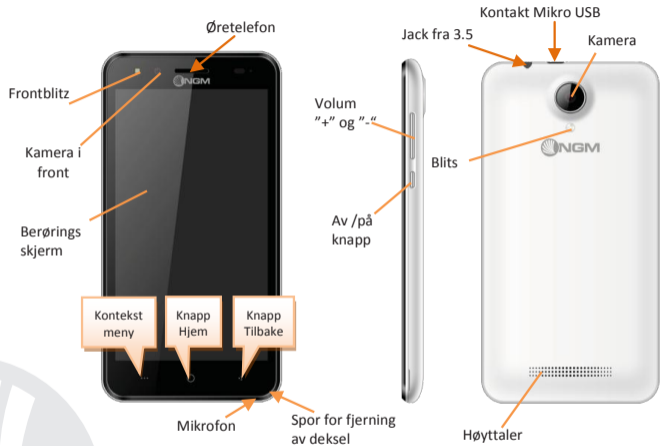 Øretelefon
Frontblitz
NGM
Kamera i
front
Berørings
skjerm
Kontekst
meny
Knapp
Hjem
Knapp
Tilbake
Mikrofon
Spor for fjerning
av deksel
Volum
”+” og ”-“
Av /på
knapp
Kontakt Mikro USB
Jack fra 3.5
Kamera
Blits
NGM
Høyttaler